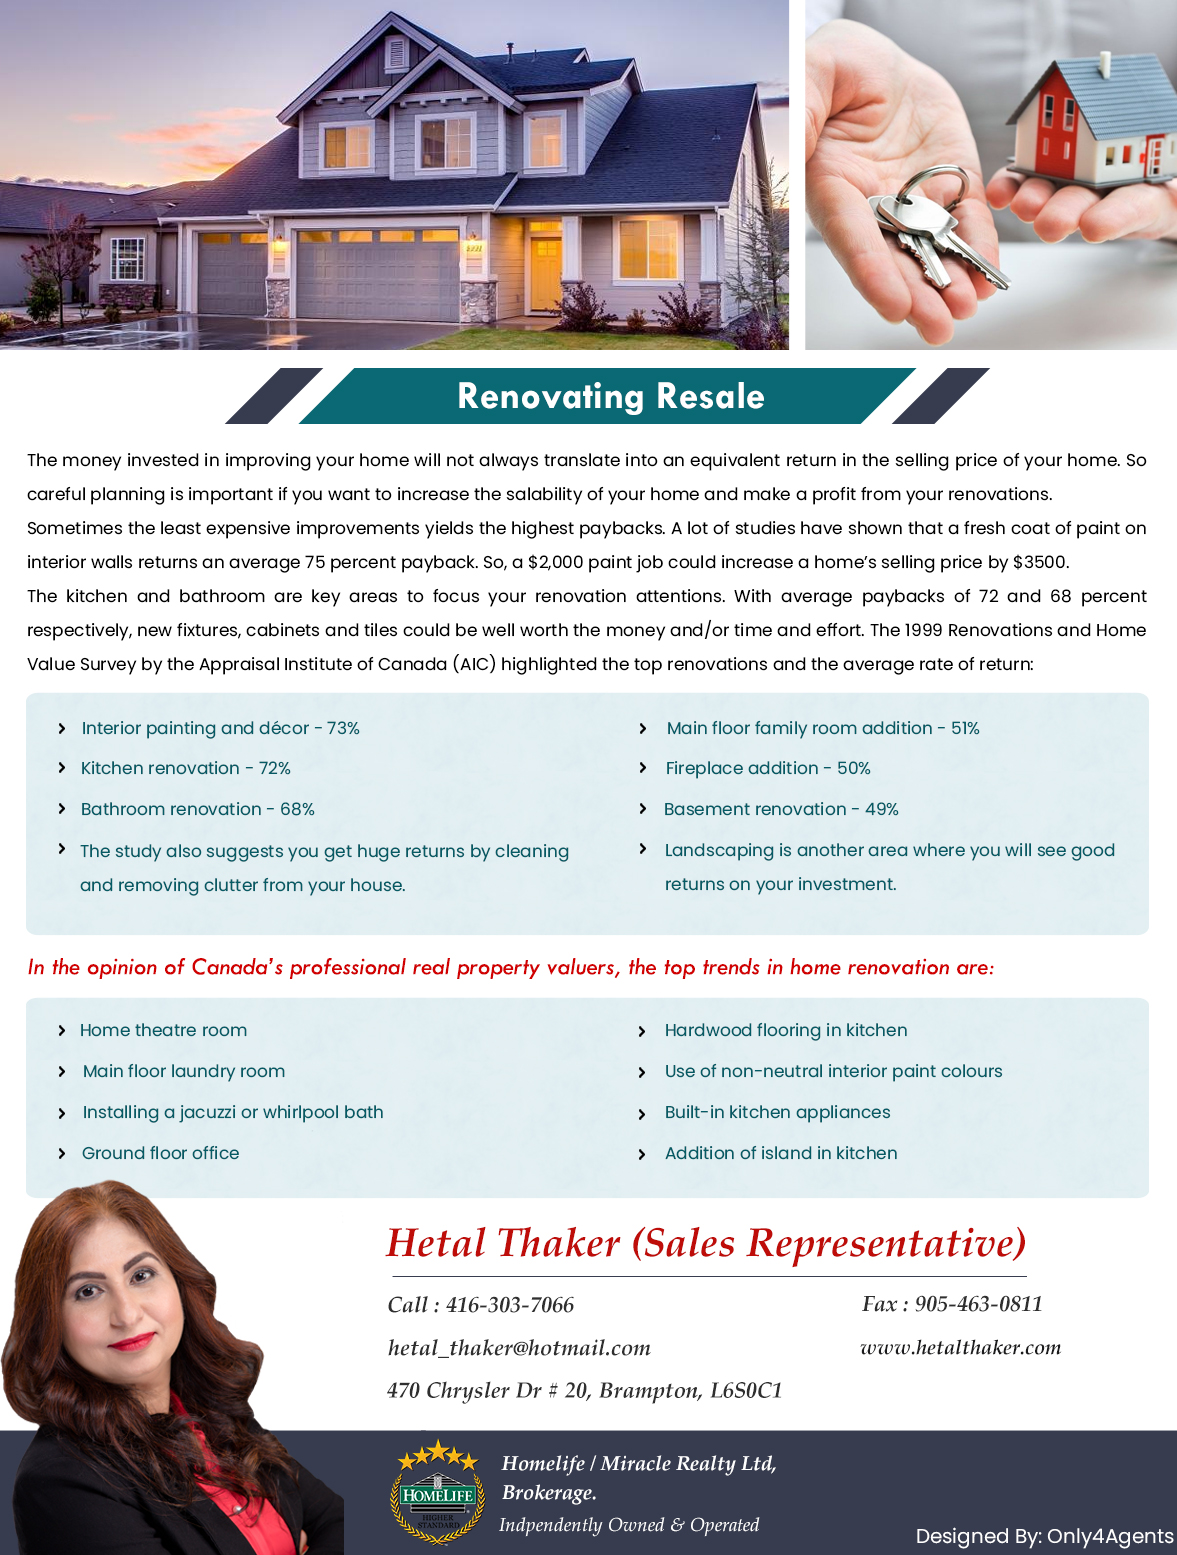 Renovating Resale
The money invested in improving your home will not always translate into an equivalent return in the selling price of your home. So
careful planning is important if you want to increase the salability of your home and make a profit from your renovations.
Sometimes the least expensive improvements yields the highest paybacks. A lot of studies have shown that a fresh coat of paint on
interior walls returns an average 75 percent payback. So, a $2,000 paint job could increase a home’s selling price by $3500.
The kitchen and bathroom are key areas to focus your renovation attentions. With average paybacks of 72 and 68 percent
respectively, new fixtures, cabinets and tiles could be well worth the money and/or time and effort. The 1999 Renovations and Home
Value Survey by the Appraisal Institute of Canada (AIC) highlighted the top renovations and the average rate of return:
Interior painting and décor - 73%
Kitchen renovation - 72%
Bathroom renovation - 68%
The study also suggests you get huge returns by cleaning
and removing clutter from your house.
Main floor family room addition - 51%
Fireplace addition - 50%
Basement renovation - 49%
Landscaping is another area where you will see good
returns on your investment.
In the opinion of Canada’s professional real property valuers, the top trends in home renovation are:
Home theatre room
Main floor laundry room
Installing a jacuzzi or whirlpool bath
Ground floor office
Hardwood flooring in kitchen
Use of non-neutral interior paint colours
Built-in kitchen appliances
Addition of island in kitchen
Hetal Thaker (Sales Representative)
Call : 416-303-7066
Fax : 905-463-0811
hetal_thaker@hotmail.com
www.hetalthaker.com
470 Chrysler Dr # 20, Brampton, L6S0C1
HOMELIFE
HIGHER
STANDARDS
Homelife / Miracle Realty Ltd,
Brokerage.
Indpendently Owned & Operated
Designed By: Only4Agents